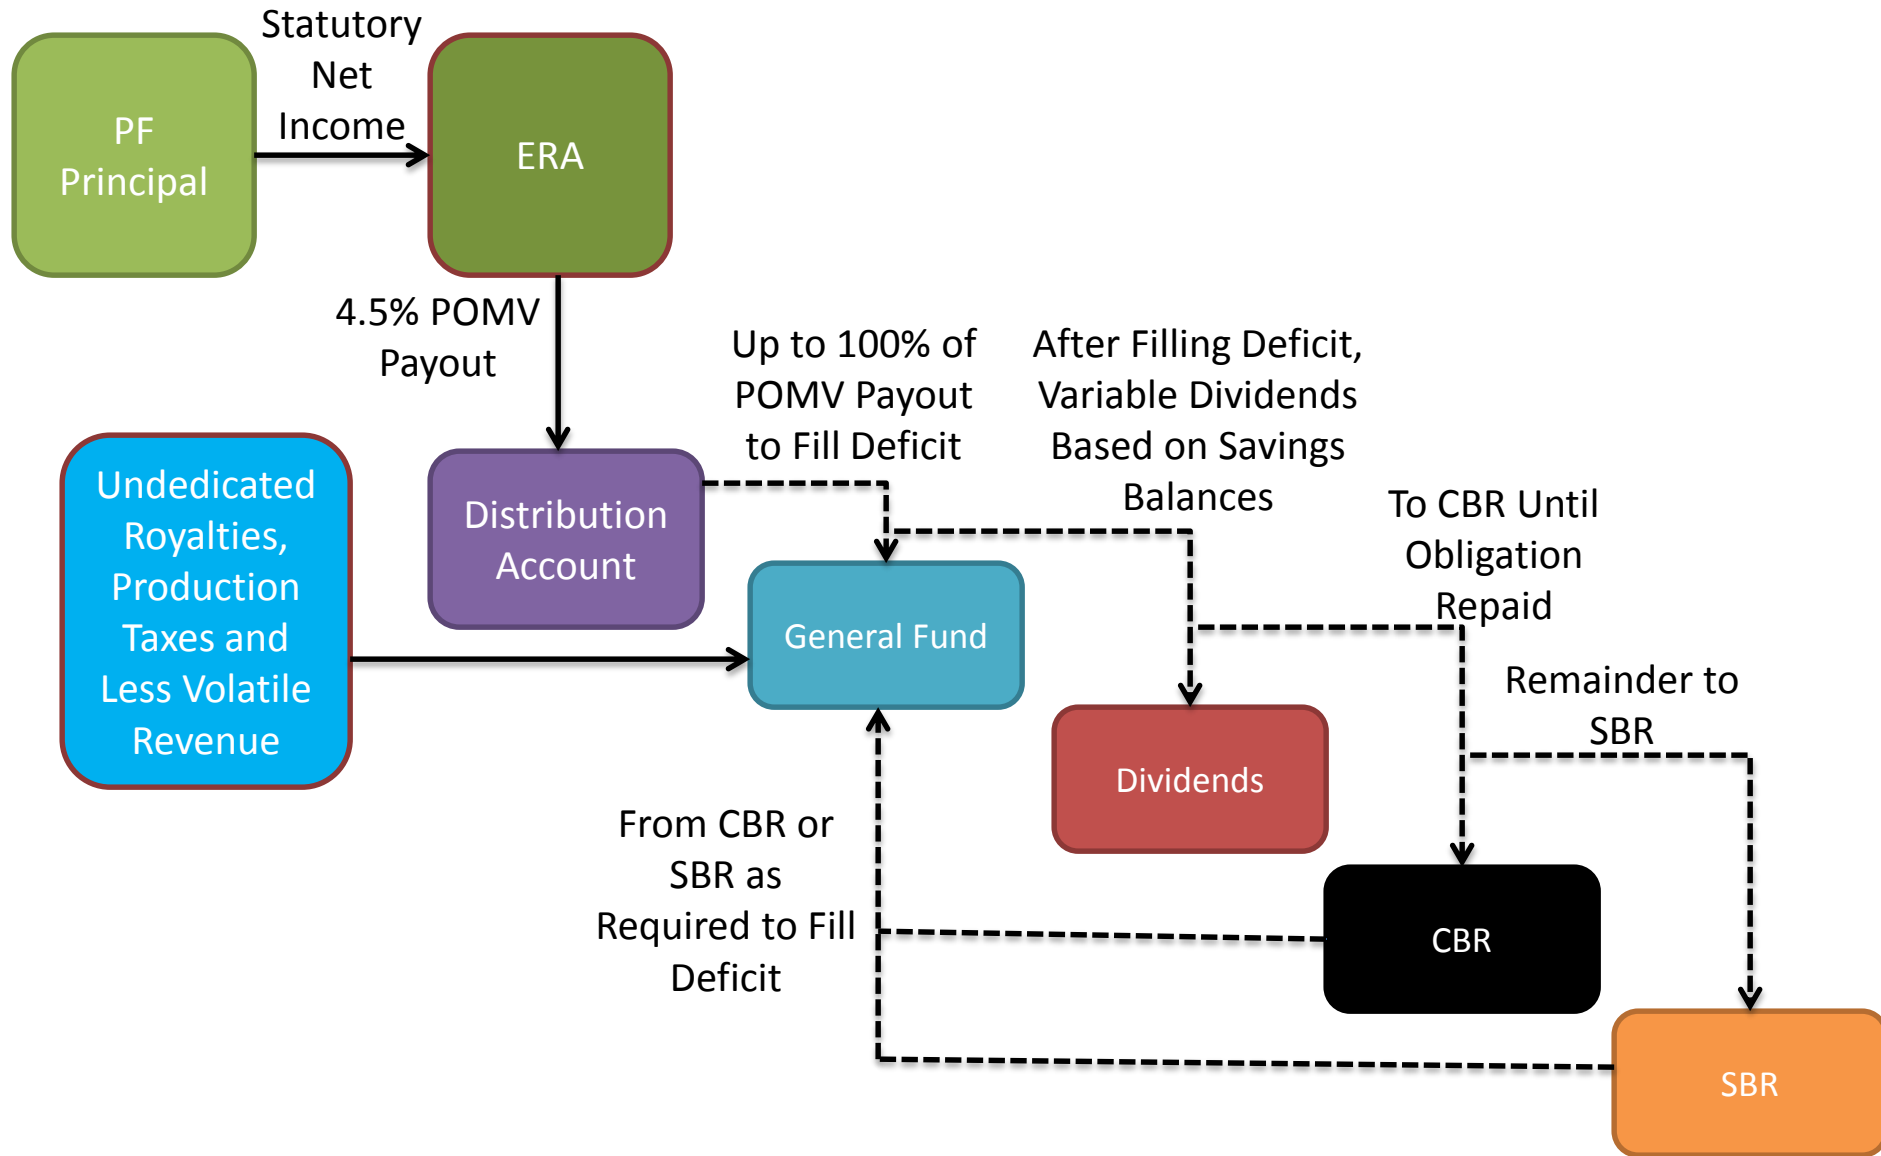 PF
Principal
Statutory
Net
Income
ERA
4.5% POMV
Payout
Undedicated
Royalties,
Production
Taxes and
Less Volatile
Revenue
Distribution
Account
Up to 100% of
POMV Payout
to Fill Deficit
General Fund
After Filling Deficit,
Variable Dividends
Based on Savings
Balances
Dividends
To CBR Until
Obligation
Repaid
Remainder to
SBR
From CBR or
SBR as
Required to Fill
Deficit
CBR
SBR